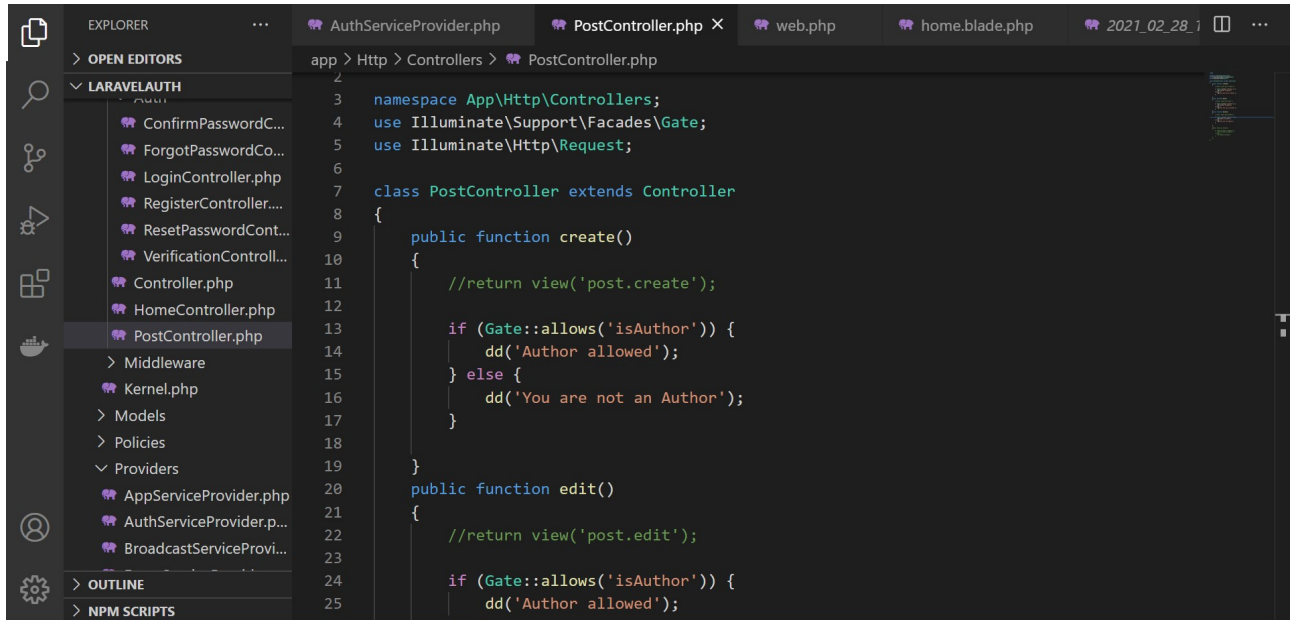 EXPLORER
...
AuthServiceProvider.php
PostController.php
web.php
home.blade.php
2021_02_28_1
...
> OPEN EDITORS
app > Http > Controllers > PostController.php
LARAVELAUTH
Auth
ConfirmPasswordC...
ForgotPasswordCo...
LoginController.php
RegisterController....
ResetPasswordCont...
VerificationControll...
Controller.php
HomeController.php
PostController.php
> Middleware
Kernel.php
> Models
> Policies
Providers
AppServiceProvider.php
AuthServiceProvider.p...
BroadcastServiceProvi...
> OUTLINE
> NPM SCRIPTS
2
3 namespace App\Http\Controllers;
4 use Illuminate\Support\Facades\Gate;
5 use Illuminate\Http\Request;
6
7 class PostController extends Controller
8 {
9 public function create()
10 {
11 //return view('post.create');
12
13 if (Gate::allows('isAuthor')) {
14 dd('Author allowed');
15 } else {
16 dd('You are not an Author');
17 }
18
19 }
20 public function edit()
21 {
22 //return view('post.edit');
23
24 if (Gate::allows('isAuthor')) {
25 dd('Author allowed');